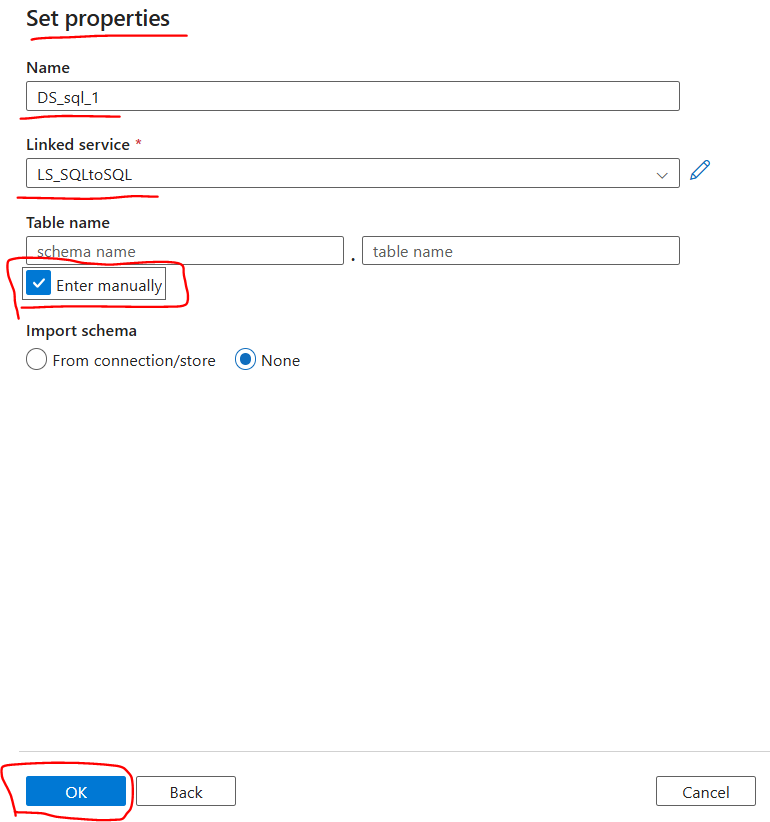 Set properties
Name
DS_sql_1
Linked service *
LS_SQLtoSQL
Table name
schema name . table name
Enter manually
Import schema
From connection/store None
OK Back Cancel